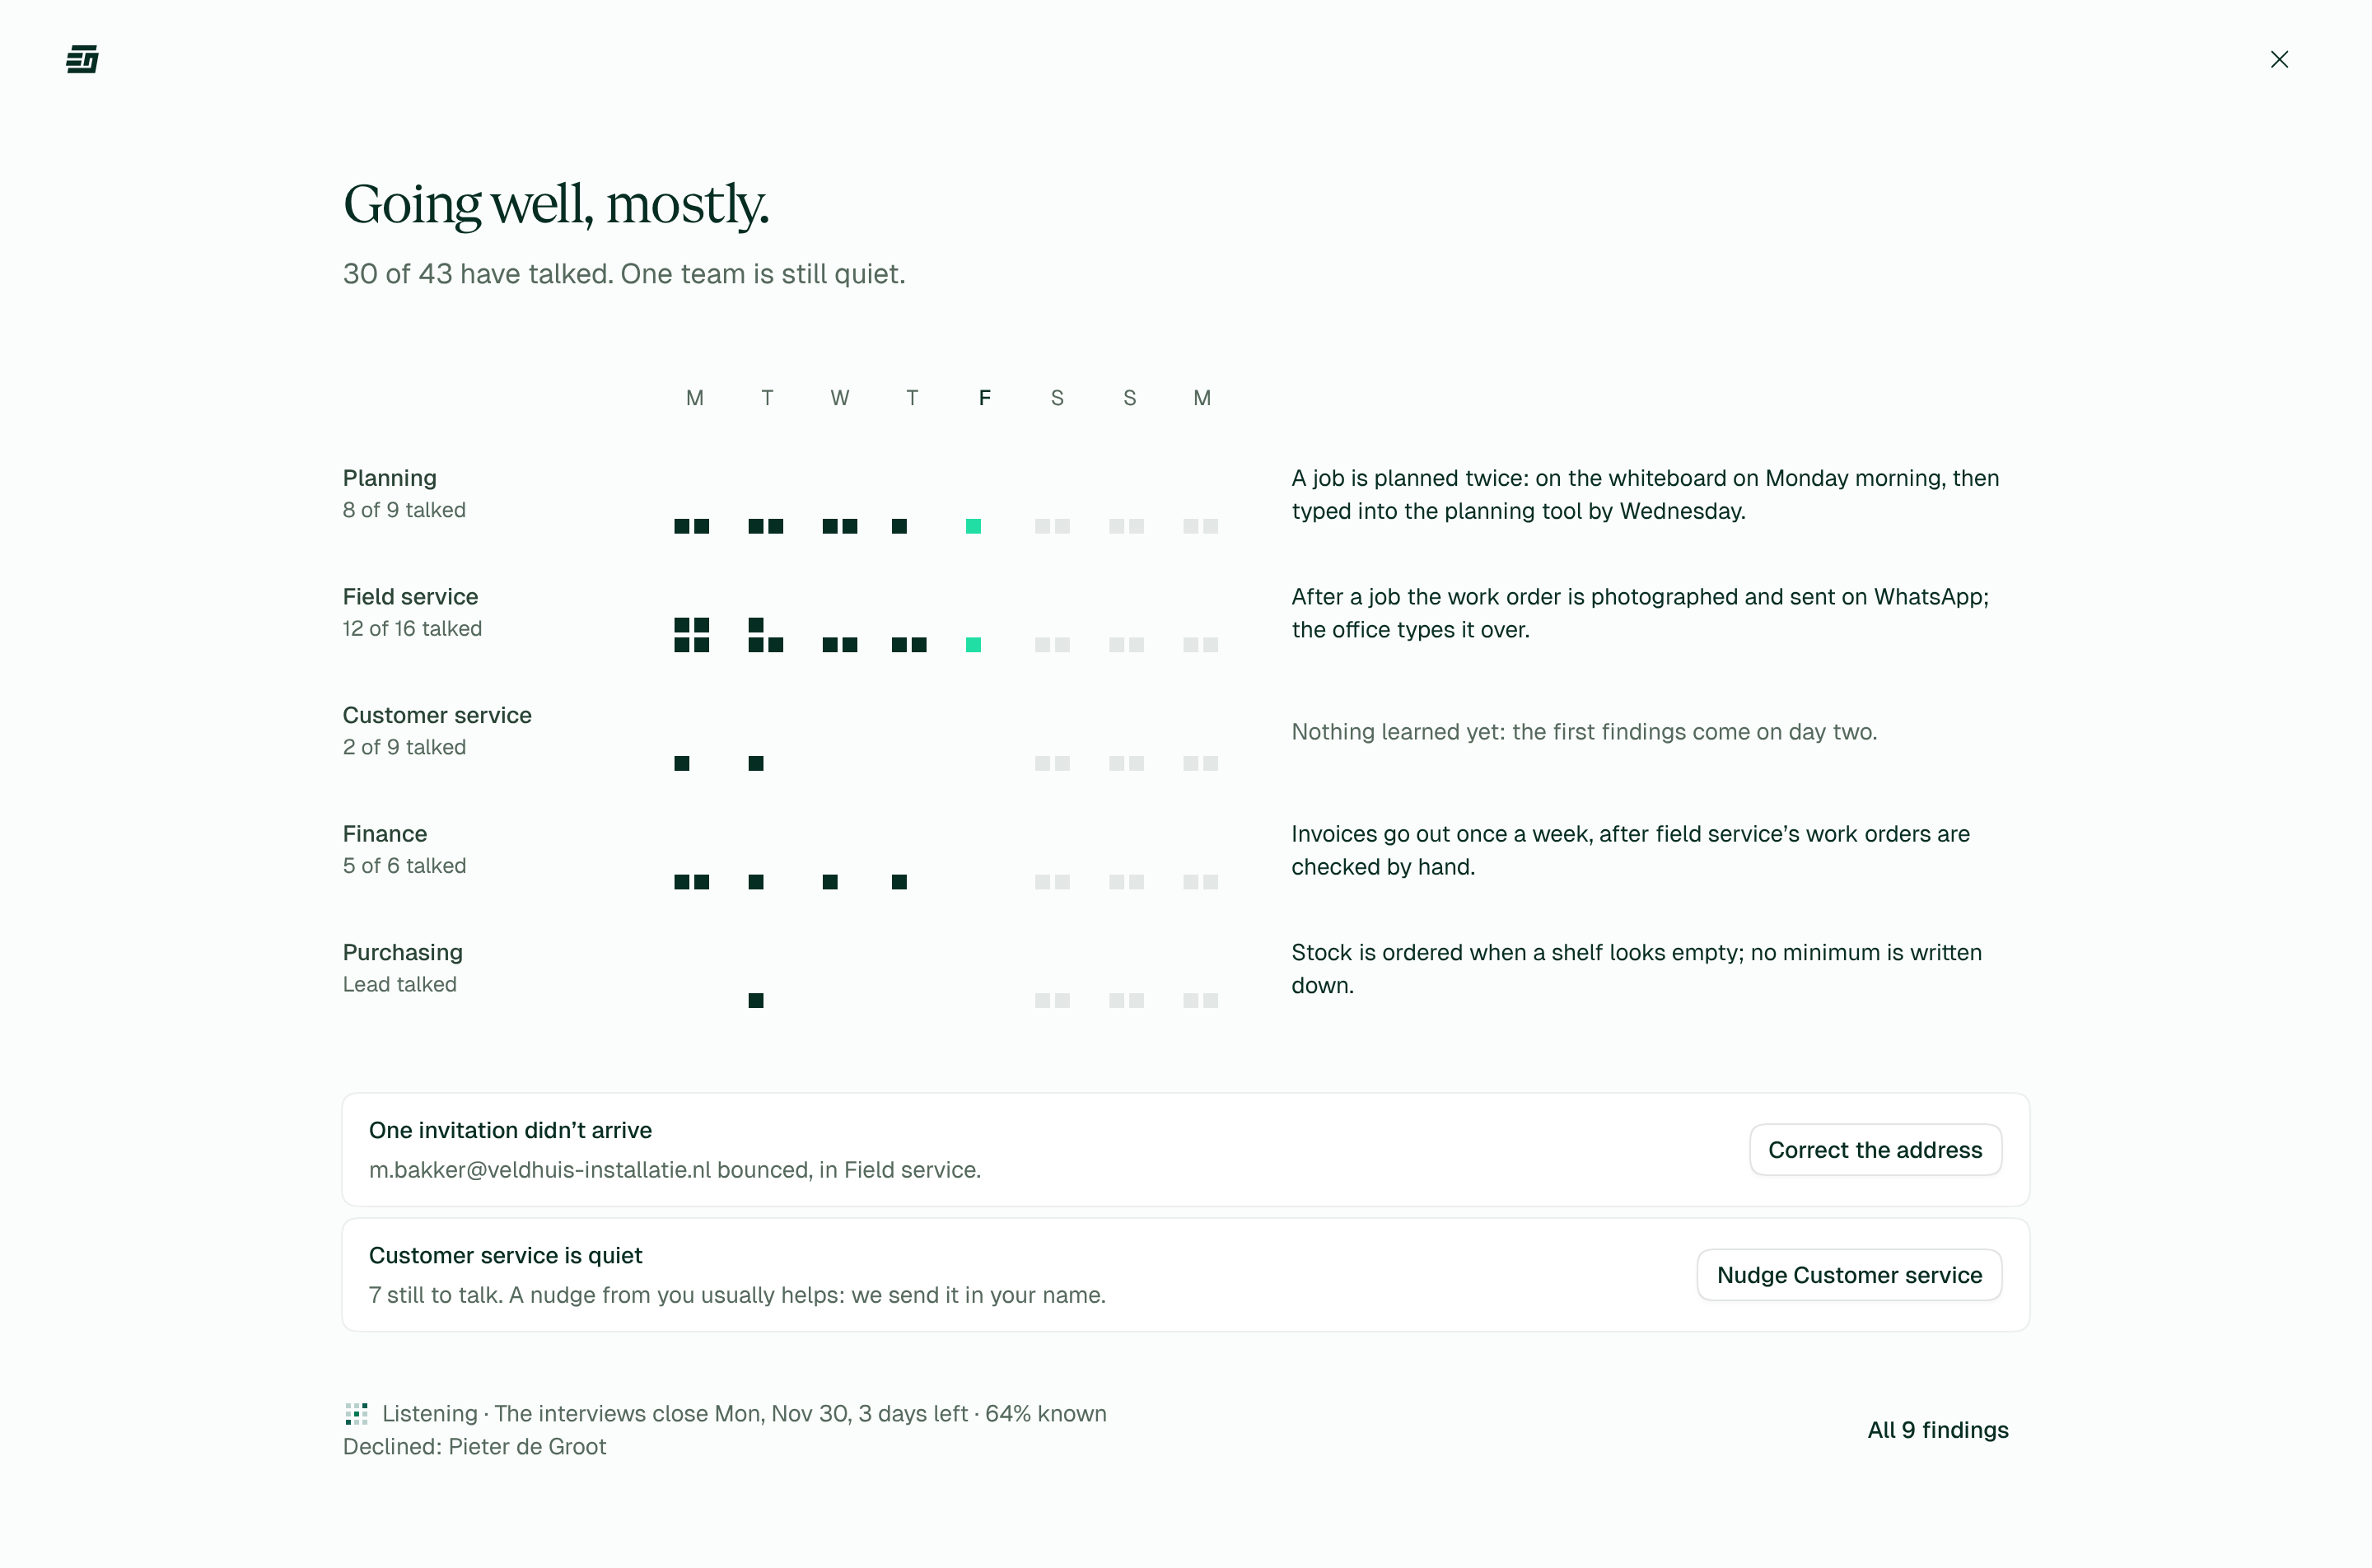 Going well, mostly.
30 of 43 have talked. One team is still quiet.
M T W T F S S M
Planning
8 of 9 talked
A job is planned twice: on the whiteboard on Monday morning, then
typed into the planning tool by Wednesday.
Field service
12 of 16 talked
After a job the work order is photographed and sent on WhatsApp;
the office types it over.
Customer service
2 of 9 talked
Nothing learned yet: the first findings come on day two.
Finance
5 of 6 talked
Invoices go out once a week, after field service’s work orders are
checked by hand.
Purchasing
Lead talked
Stock is ordered when a shelf looks empty; no minimum is written
down.
One invitation didn’t arrive
m.bakker@veldhuis-installatie.nl bounced, in Field service.
Correct the address
Customer service is quiet
7 still to talk. A nudge from you usually helps: we send it in your name.
Nudge Customer service
Listening · The interviews close Mon, Nov 30, 3 days left · 64% known
Declined: Pieter de Groot
All 9 findings